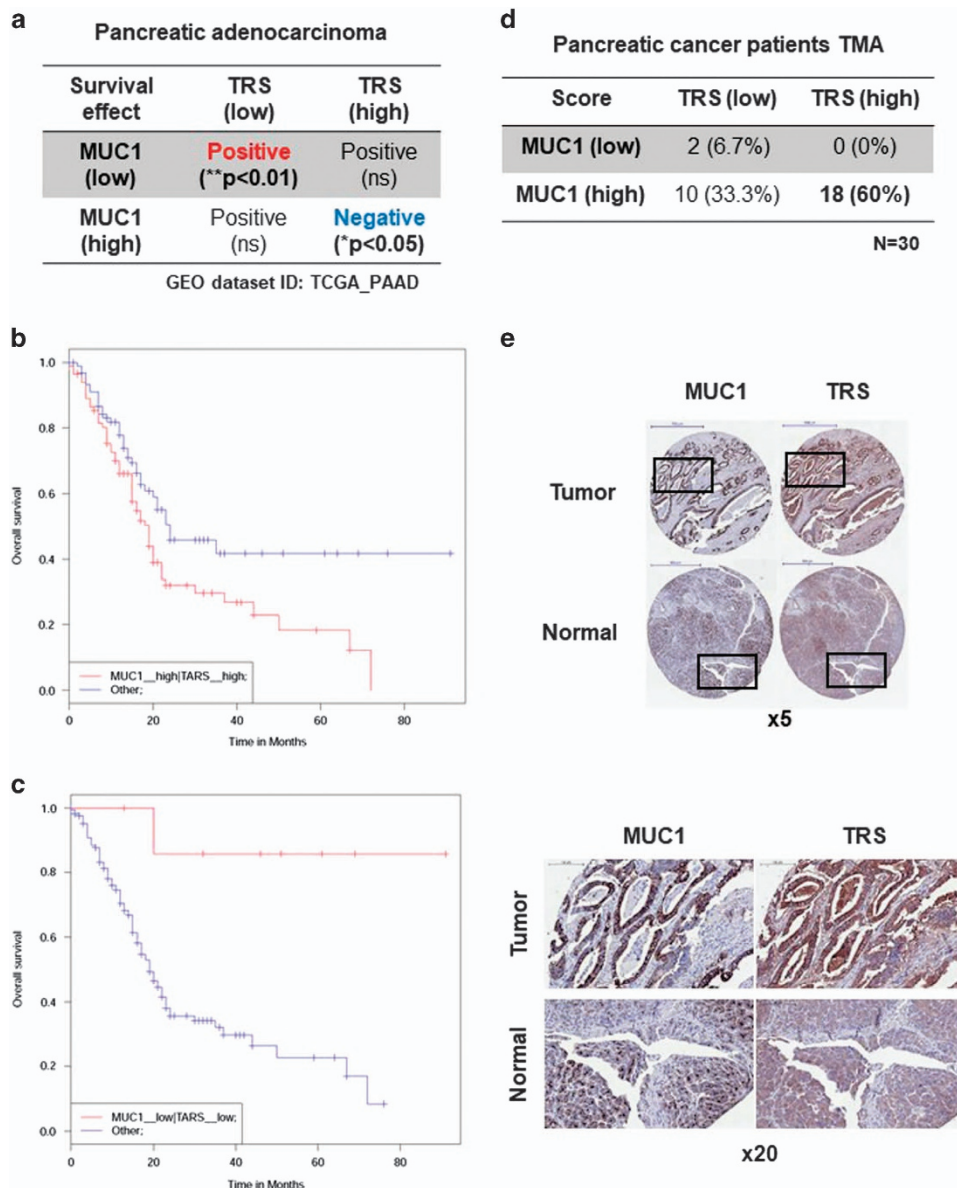 a
Pancreatic adenocarcinoma
Survival effect TRS (low) TRS (high)
MUC1 (low) Positive (**p<0.01) Positive (ns)
MUC1 (high) Positive (ns) Negative (*p<0.05)
GEO dataset ID: TCGA_PAAD
b
Overall survival
1.0
0.8
0.6
0.4
0.2
0.0
MUC1__high|TARS__high;
Other;
0 20 40 60 80
Time in Months
c
Overall survival
1.0
0.8
0.6
0.4
0.2
0.0
MUC1__low|TARS__low;
Other;
0 20 40 60 80
Time in Months
d
Pancreatic cancer patients TMA
Score TRS (low) TRS (high)
MUC1 (low) 2 (6.7%) 0 (0%)
MUC1 (high) 10 (33.3%) 18 (60%)
N=30
e
MUC1 TRS
Tumor
Normal
x5
MUC1 TRS
Tumor
Normal
x20